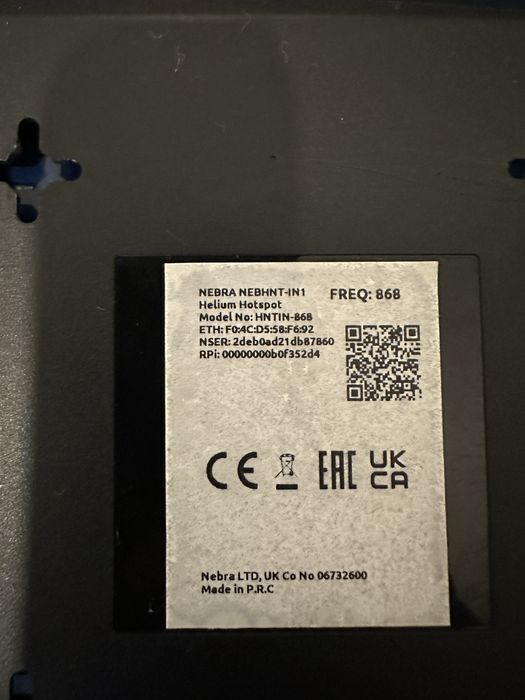 NEBRA NEBHNT-IN1
Helium Hotspot
FREQ: 868
Model No: HNTIN-868
ETH: F0:4C:D5:58:F6:92
NSER: 2deb0ad21db87860
RPi: 00000000b0f352d4
CE
EAC
UK
CA
Nebra LTD, UK Co No 06732600
Made in P.R.C